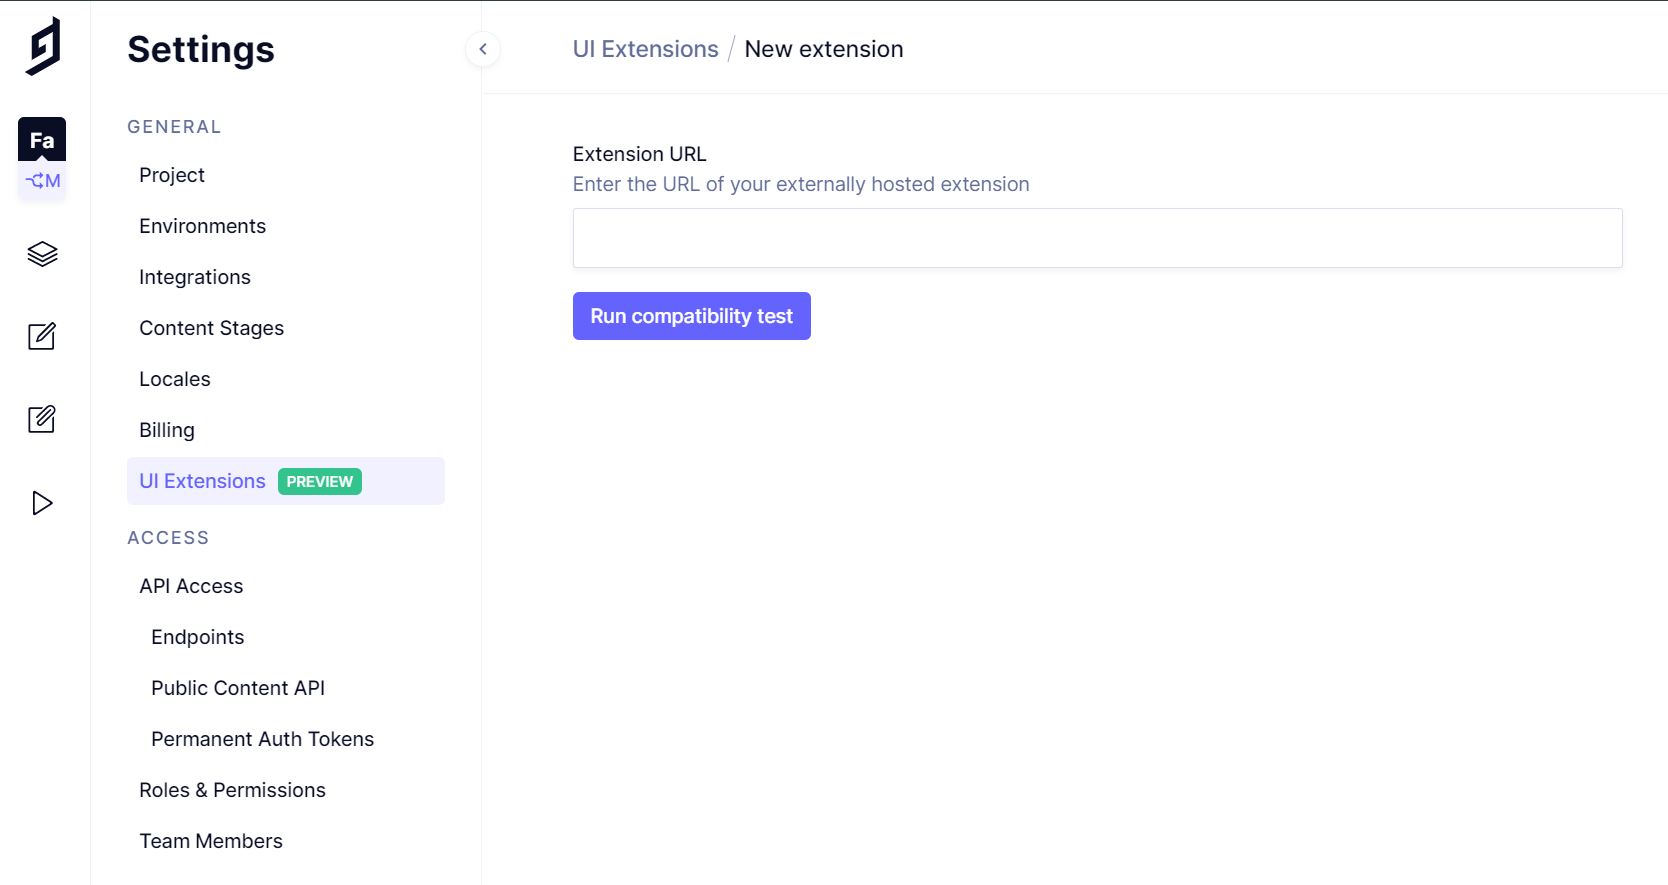 Settings
UI Extensions / New extension
Fa
M
GENERAL
Project
Environments
Integrations
Content Stages
Locales
Billing
UI Extensions PREVIEW
ACCESS
API Access
Endpoints
Public Content API
Permanent Auth Tokens
Roles & Permissions
Team Members
Extension URL
Enter the URL of your externally hosted extension
Run compatibility test